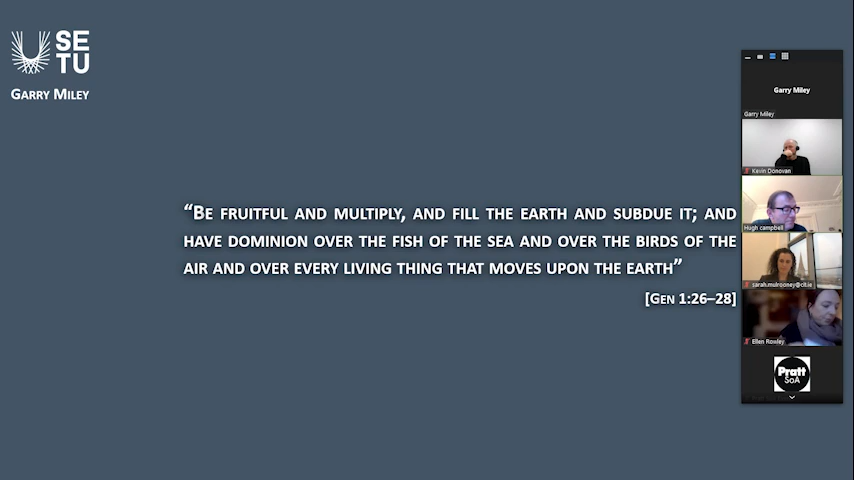 SE
TU
GARRY MILEY
“BE FRUITFUL AND MULTIPLY, AND FILL THE EARTH AND SUBDUE IT; AND
HAVE DOMINION OVER THE FISH OF THE SEA AND OVER THE BIRDS OF THE
AIR AND OVER EVERY LIVING THING THAT MOVES UPON THE EARTH”
[GEN 1:26–28]
Garry Miley
Garry Miley
Kevin Donovan
Hugh campbell
sarah.mulrooney@cit.ie
Ellen Rowley
Pratt
SoA